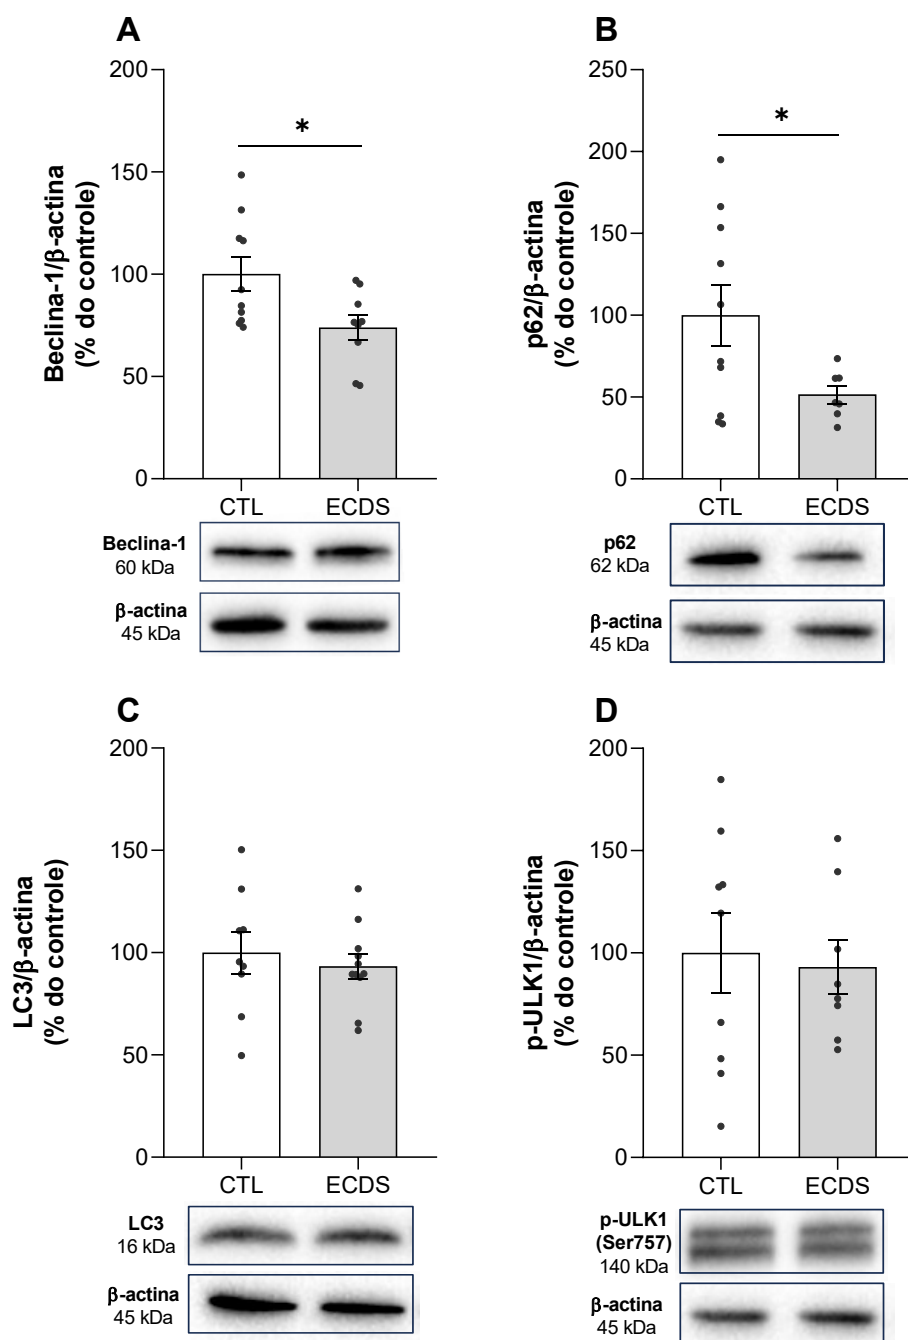 A
Beclina-1/β-actina
(% do controle)
200
150
100
50
0
*
CTL ECDS
Beclina-1
60 kDa
β-actina
45 kDa
B
p62/β-actina
(% do controle)
250
200
150
100
50
0
*
CTL ECDS
p62
62 kDa
β-actina
45 kDa
C
LC3/β-actina
(% do controle)
200
150
100
50
0
CTL ECDS
LC3
16 kDa
β-actina
45 kDa
D
p-ULK1/β-actina
(% do controle)
200
150
100
50
0
CTL ECDS
p-ULK1
(Ser757)
140 kDa
β-actina
45 kDa